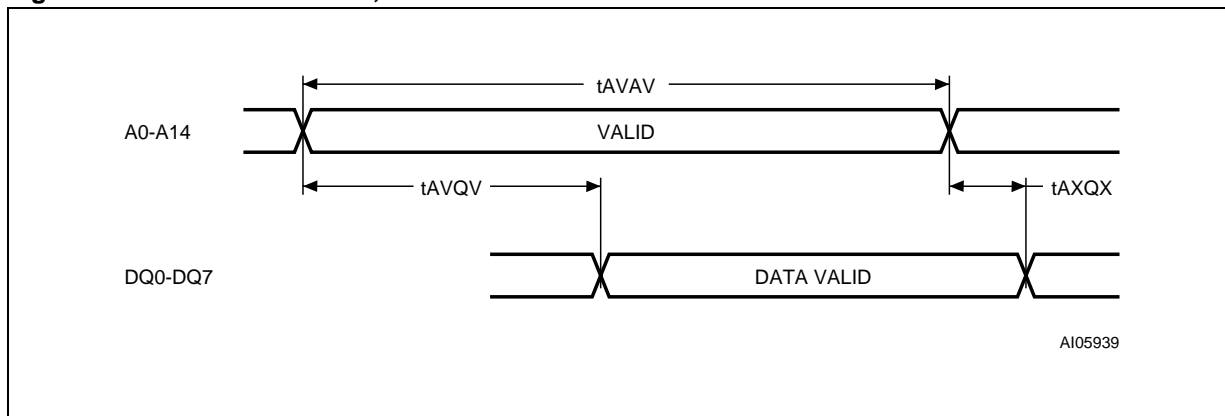 tAVAV
A0-A14
VALID
tAVQV
tAXQX
DQ0-DQ7
DATA VALID
AI05939